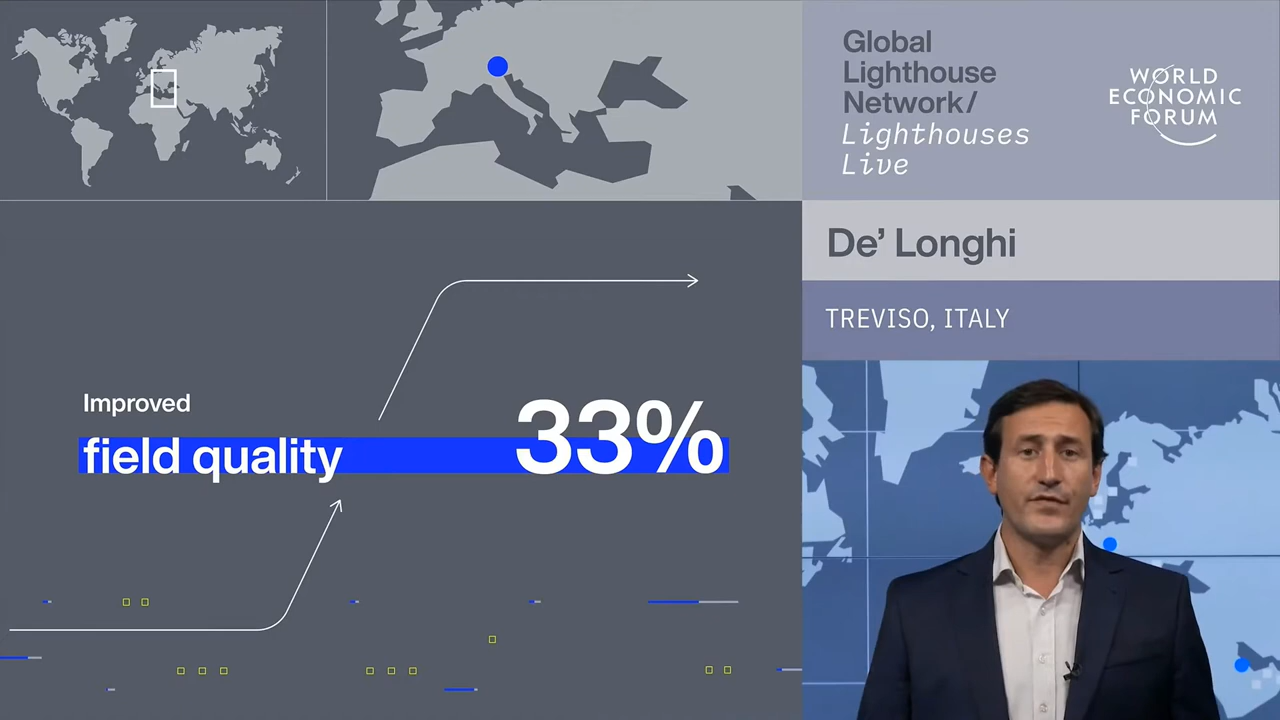 Global
Lighthouse
Network/
Lighthouses
Live
WORLD
ECONOMIC
FORUM
De’ Longhi
TREVISO, ITALY
Improved
field quality
33%